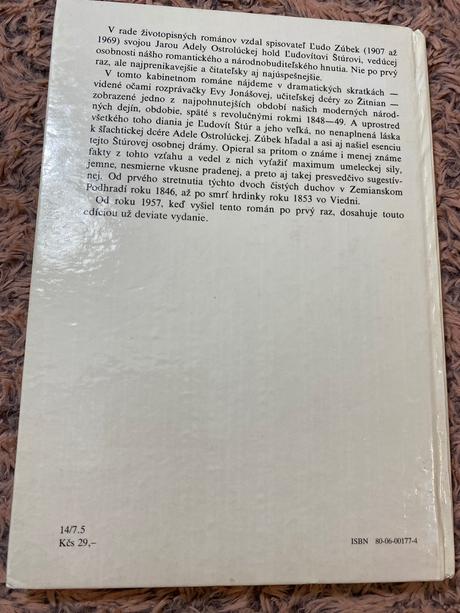 V rade životopisných románov vzdal spisovateľ Ľudo Zúbek (1907 až
1969) svojou Jarou Adely Ostrolúckej hold Ľudovítovi Štúrovi, vedúcej
osobnosti nášho romantického a národnobuditeľského hnutia. Nie po prvý
raz, ale najprenikavejšie a čitateľsky aj najúspešnejšie.
V tomto kabinetnom románe nájdeme v dramatických skratkách —
videné očami rozprávačky Evy Jonášovej, učiteľskej dcéry zo Žitnian —
zobrazené jedno z najpohnutejších období našich moderných národ-
ných dejín, obdobie, späté s revolučnými rokmi 1848—49. A uprostred
všetkého toho diania je Ľudovít Štúr a jeho veľká, no nenaplnená láska
k šľachtickej dcére Adele Ostrolúckej. Zúbek hľadal a asi aj našiel esenciu
tejto Štúrovej osobnej drámy. Opieral sa pritom o známe i menej známe
fakty z tohto vzťahu a vedel z nich vyťažiť maximum umeleckej sily,
jemne, nesmierne vkusne pradenej, a preto aj takej presvedčivo sugestív-
nej. Od prvého stretnutia týchto dvoch čistých duchov v Zemianskom
Podhradí roku 1846, až po smrť hrdinky roku 1853 vo Viedni.
Od roku 1957, keď vyšiel tento román po prvý raz, dosahuje touto
edíciou už deviate vydanie.
14/7.5
Kčs 29,–
ISBN 80-06-00177-4